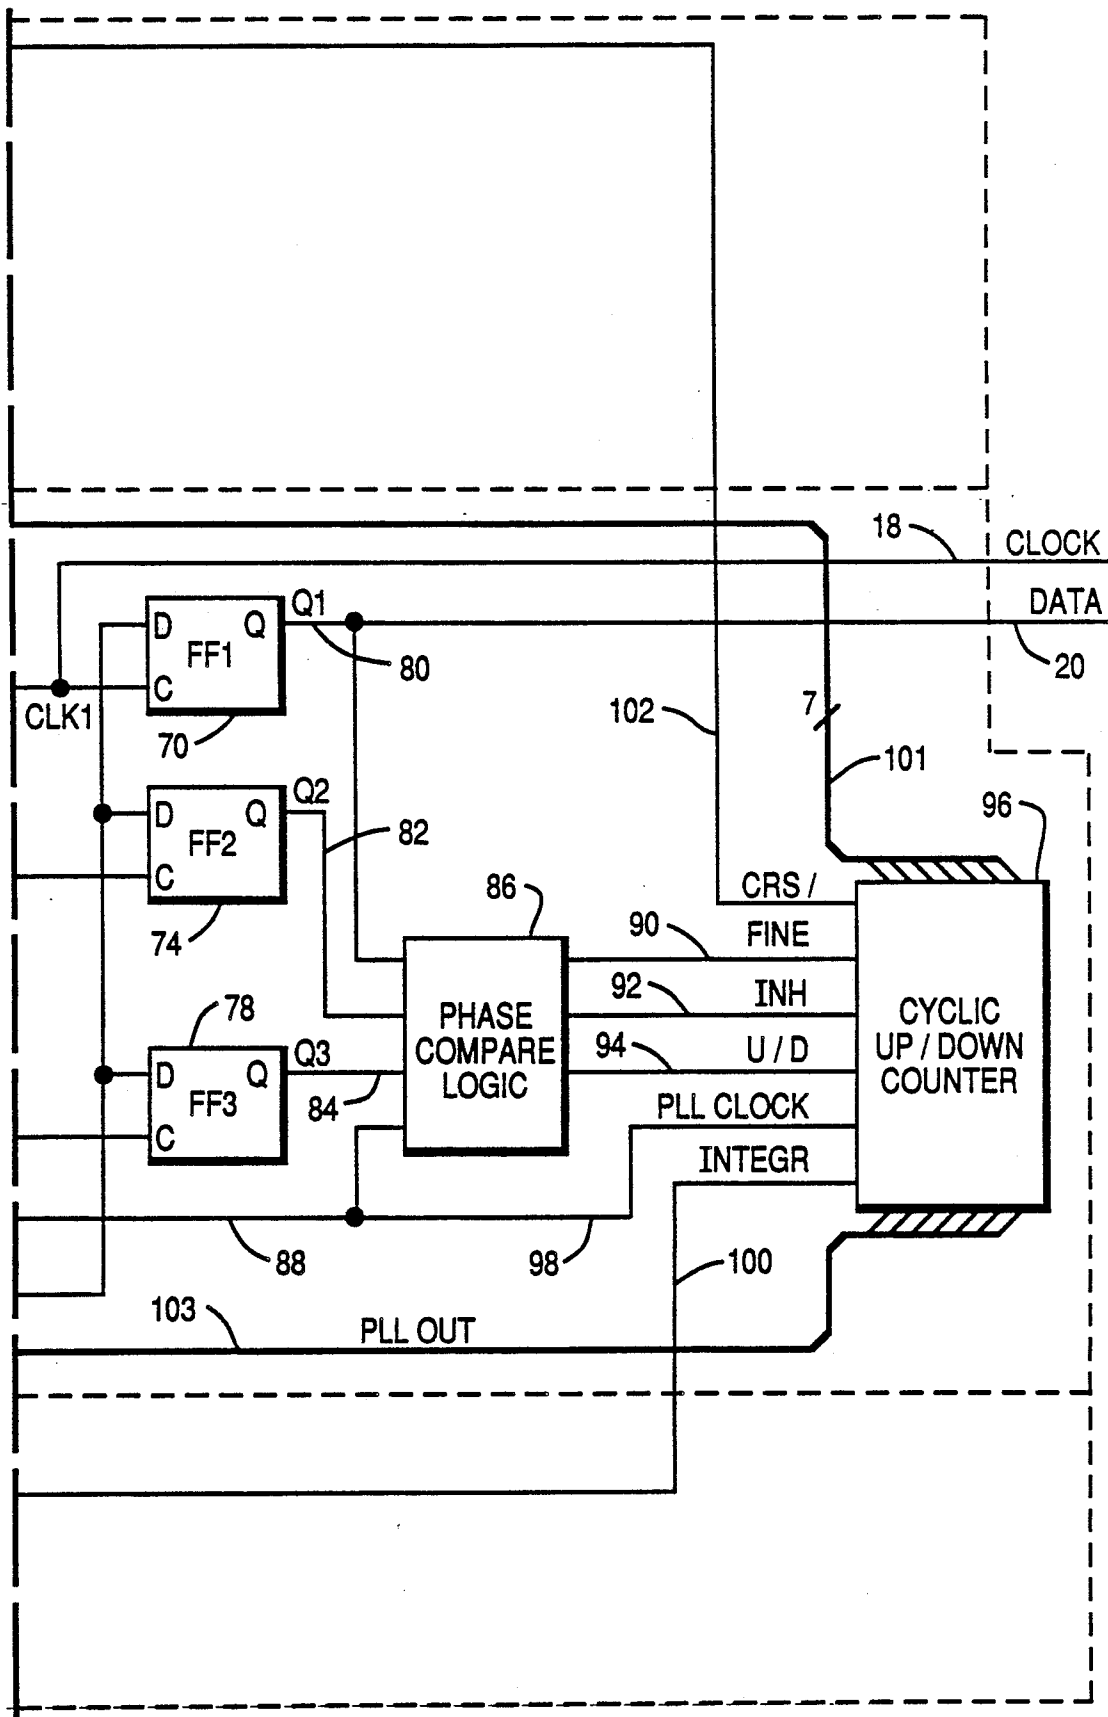 18
CLOCK
DATA
20
D Q
FF1
C
Q1
80
CLK1
70
102
7
101
96
D Q
FF2
C
Q2
82
74
86
CRS /
90
FINE
92
INH
94
U / D
PLL CLOCK
INTEGR
PHASE
COMPARE
LOGIC
CYCLIC
UP / DOWN
COUNTER
78
D Q
FF3
C
Q3
84
88
98
100
103
PLL OUT